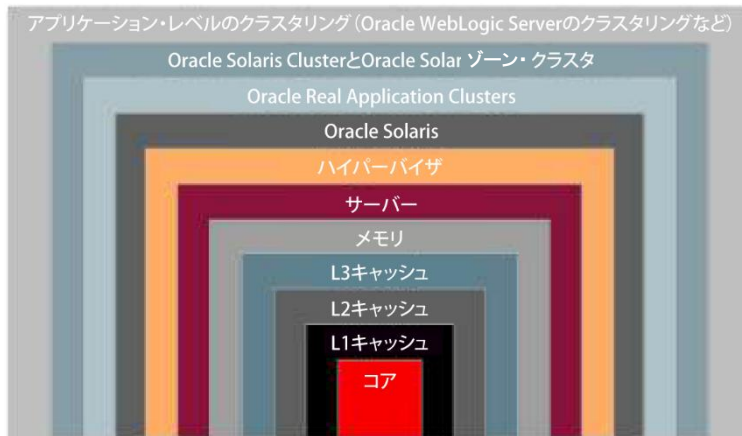 アプリケーション・レベルのクラスタリング(Oracle WebLogic Serverのクラスタリングなど)
Oracle Solaris ClusterとOracle Solar ゾーン・クラスタ
Oracle Real Application Clusters
Oracle Solaris
ハイパーバイザ
サーバー
メモリ
L3キャッシュ
L2キャッシュ
L1キャッシュ
コア